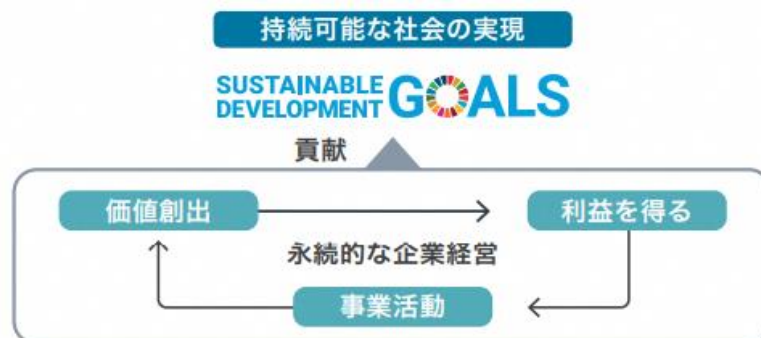 持続可能な社会の実現
SUSTAINABLE
DEVELOPMENT GOALS
貢献
価値創出
利益を得る
永続的な企業経営
事業活動